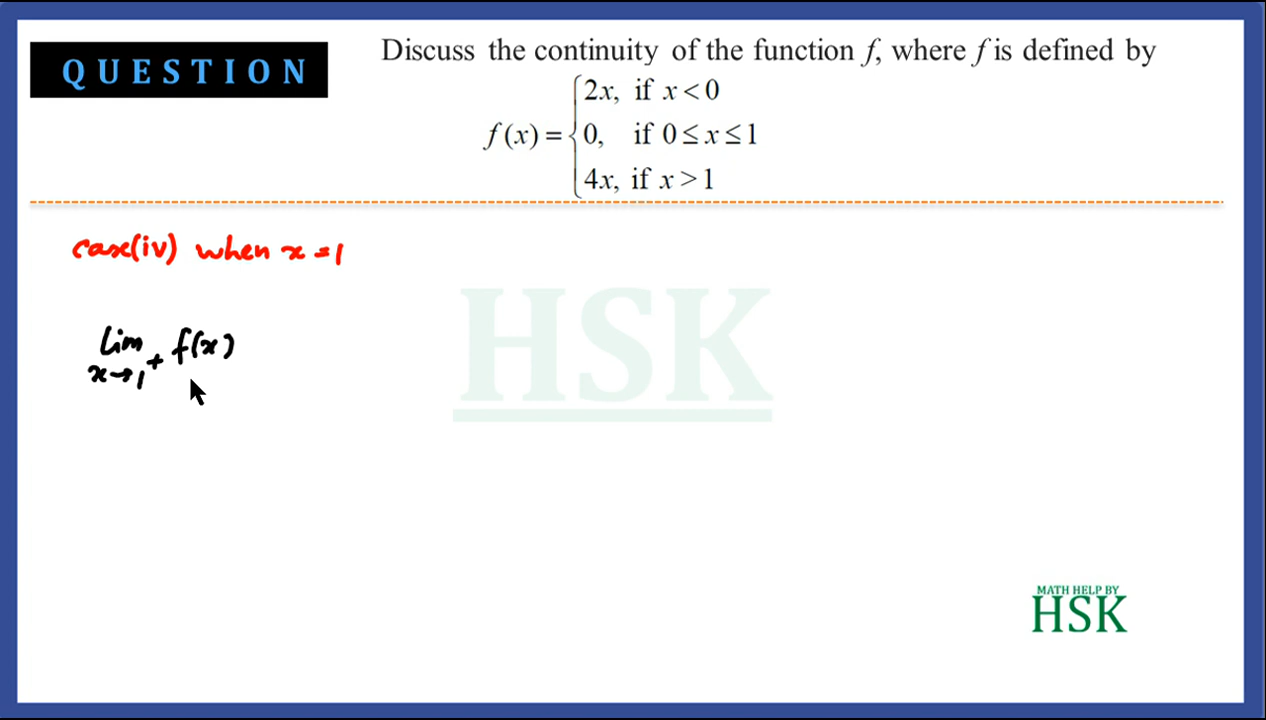 QUESTION
Discuss the continuity of the function f, where f is defined by
f(x) = { 2x, if x < 0
0, if 0 ≤ x ≤ 1
4x, if x > 1
case(iv) when x = 1
lim f(x)
x→1⁺
HSK
MATH HELP BY
HSK